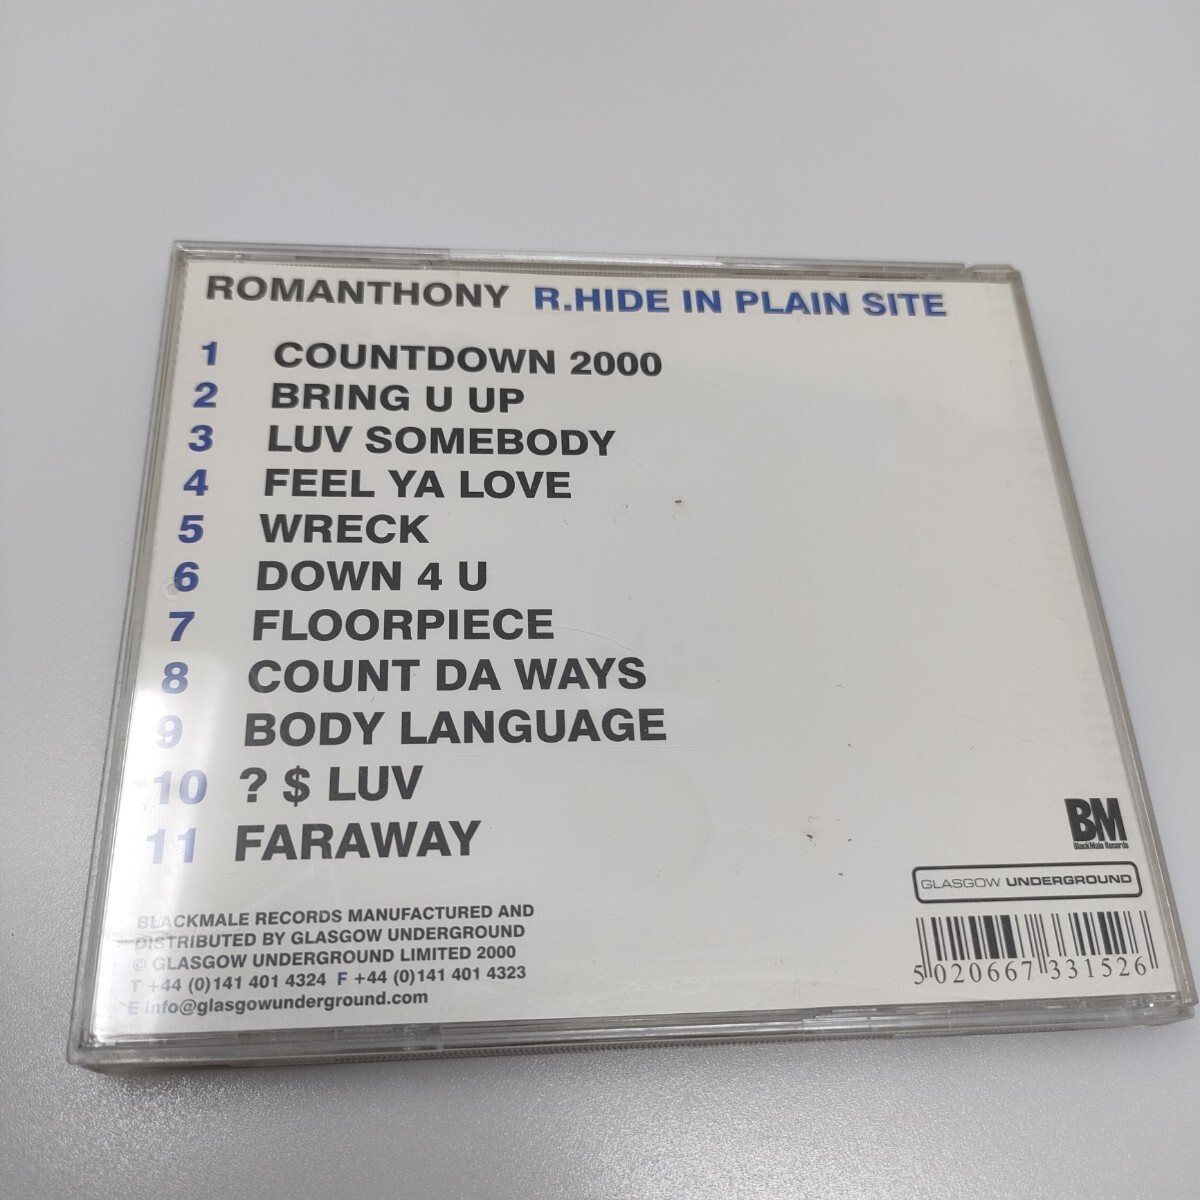 ROMANTHONY R.HIDE IN PLAIN SITE
1 COUNTDOWN 2000
2 BRING U UP
3 LUV SOMEBODY
4 FEEL YA LOVE
5 WRECK
6 DOWN 4 U
7 FLOORPIECE
8 COUNT DA WAYS
9 BODY LANGUAGE
10 ? $ LUV
11 FARAWAY
BLACKMALE RECORDS MANUFACTURED AND
DISTRIBUTED BY GLASGOW UNDERGROUND
© GLASGOW UNDERGROUND LIMITED 2000
T +44 (0)141 401 4324 F +44 (0)141 401 4323
E info@glasgowunderground.com
BM
BlackMale Records
GLASGOW UNDERGROUND
5 020667 331526